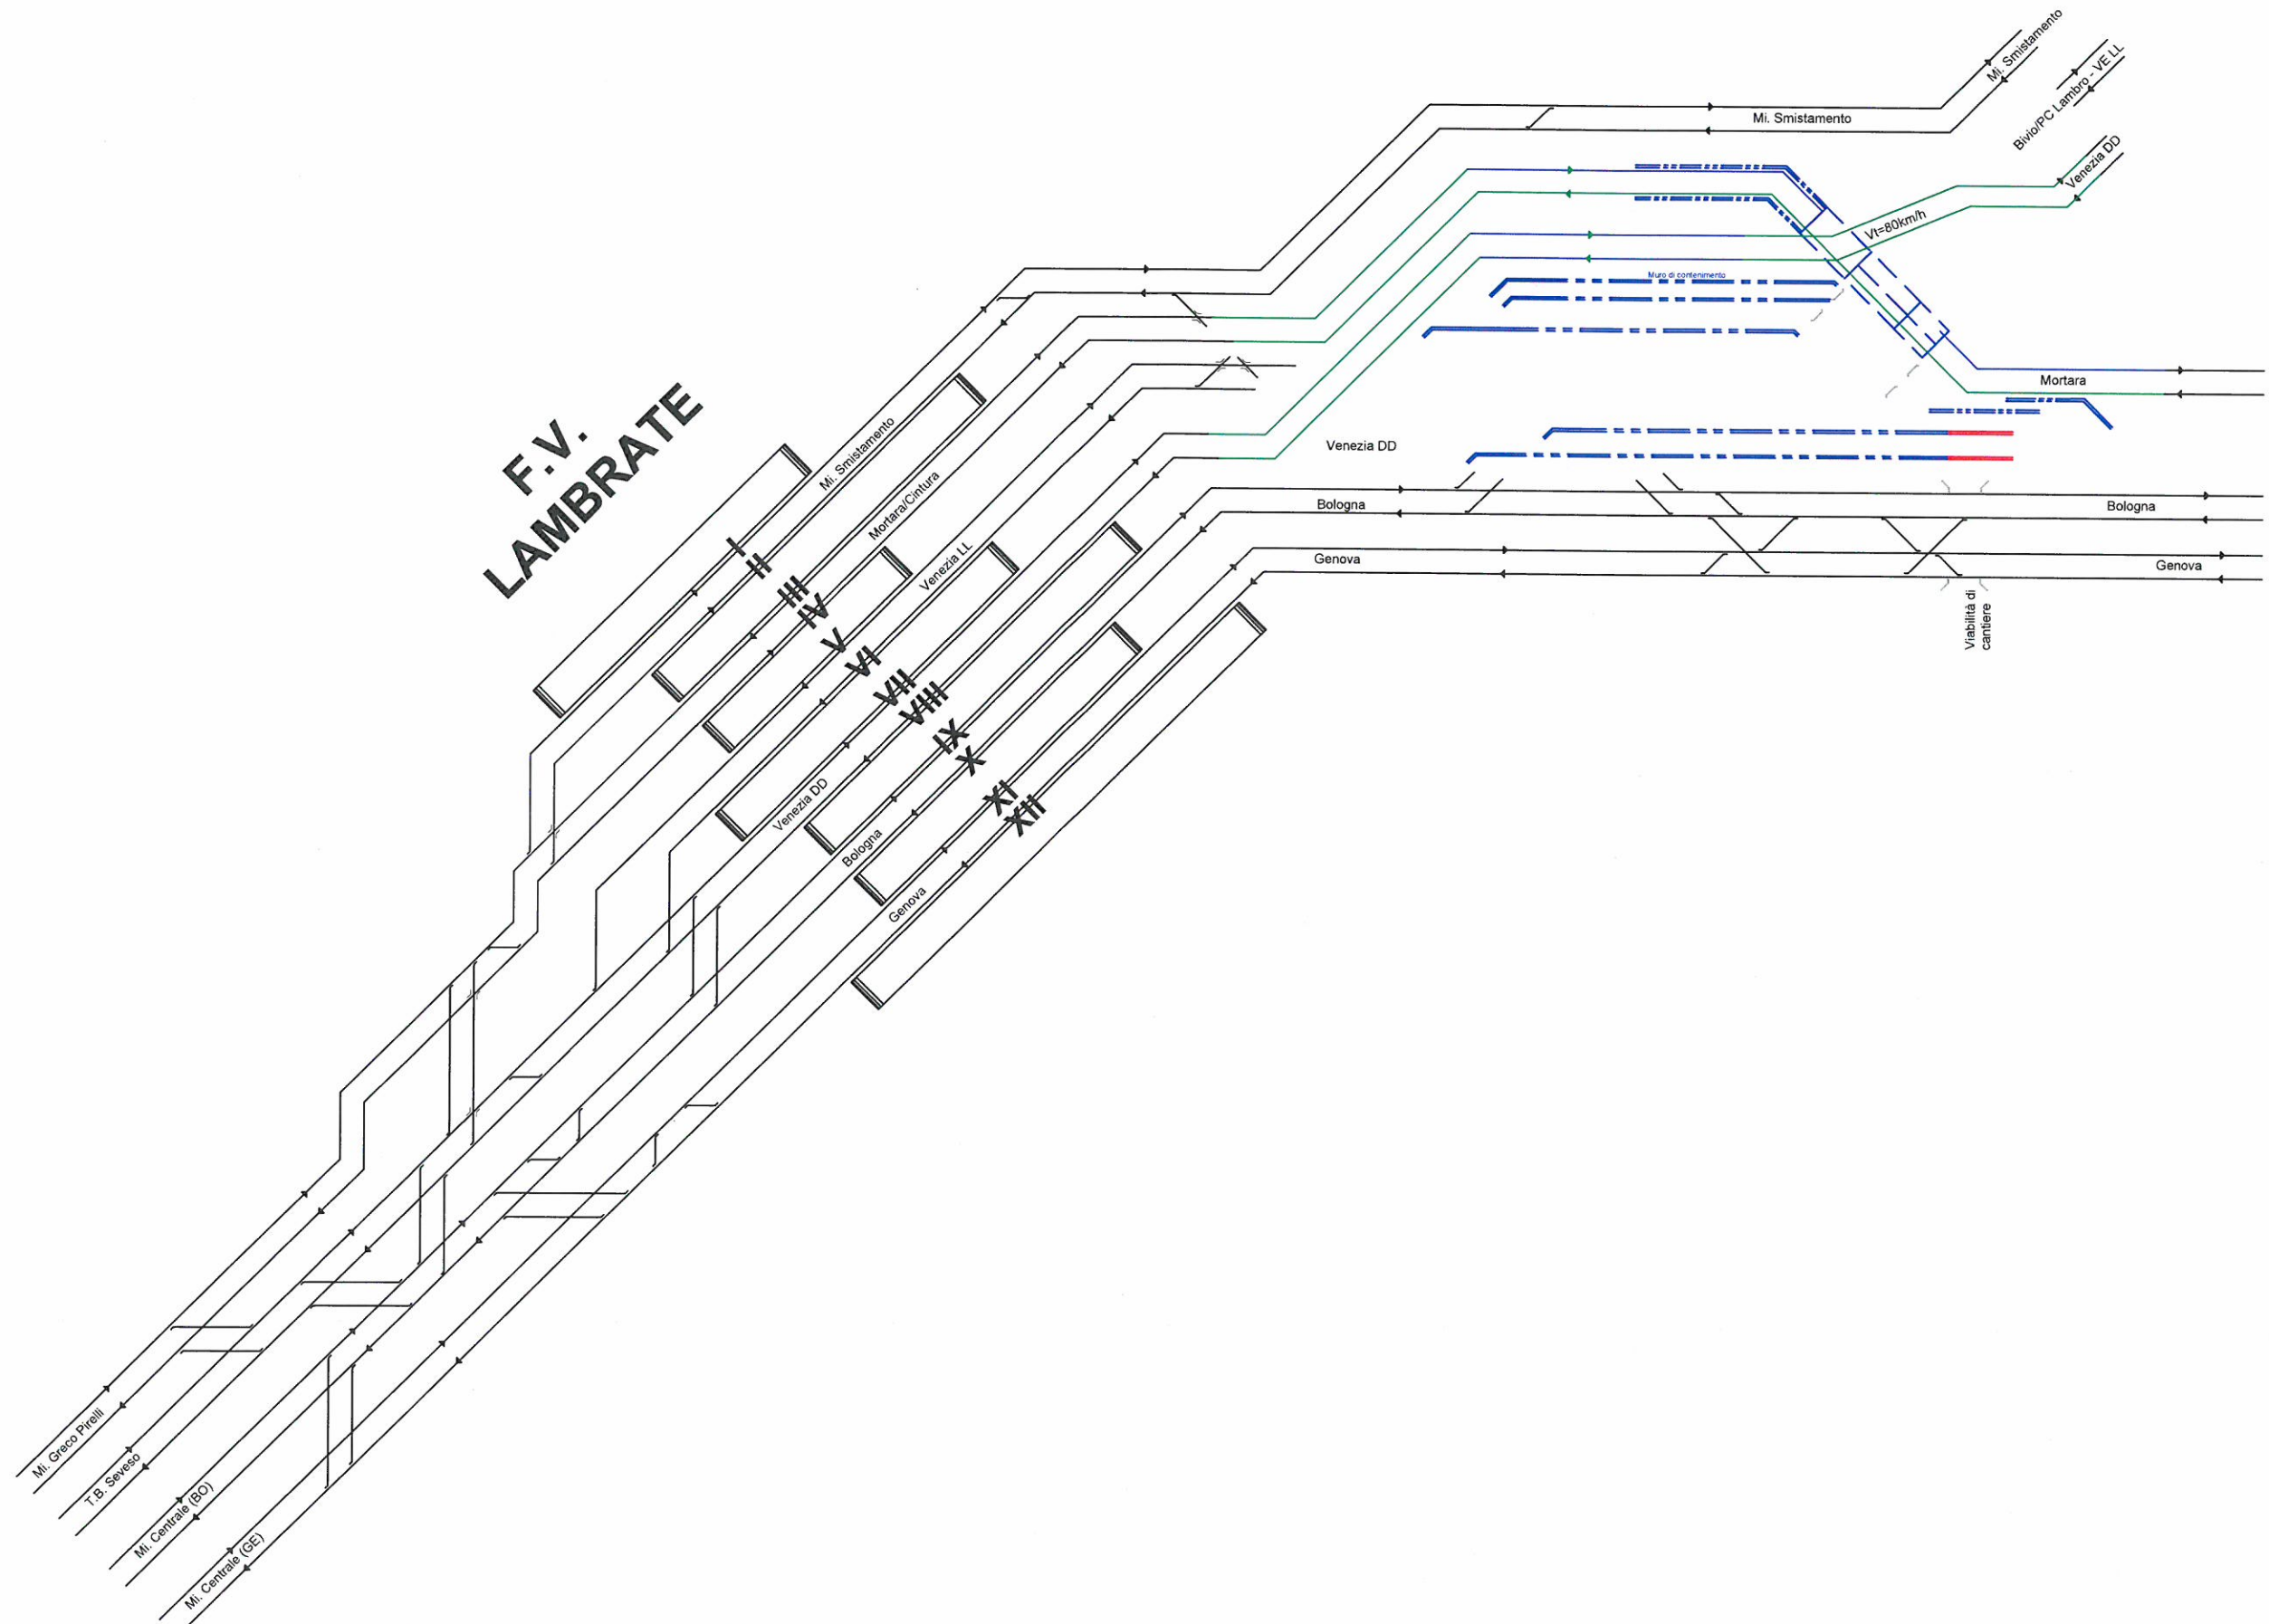 Mi. Smistamento
Bivio/PC Lambro - VE LL
Venezia DD
Mi. Smistamento
Vt=80km/h
Muro di contenimento
Mortara
F.V.
LAMBRATE
Mi. Smistamento
Mortara/Cintura
Venezia LL
Venezia DD
Bologna
Bologna
Genova
Genova
Viabilità di
cantiere
I
II
III
IV
V
VI
VII
VIII
IX
X
XI
XII
Venezia DD
Bologna
Genova
Mi. Greco Pirelli
T.B. Seveso
Mi. Centrale (BO)
Mi. Centrale (GE)